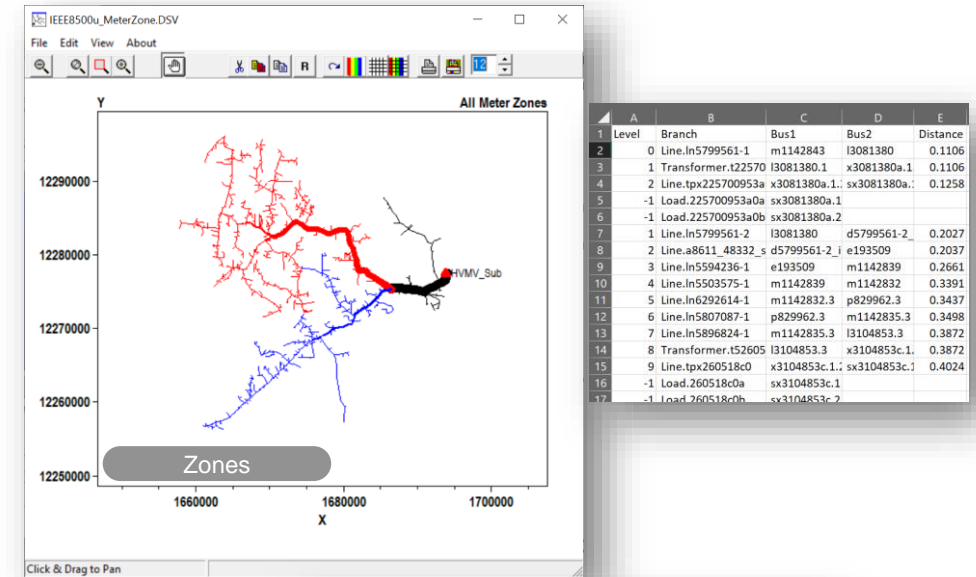 IEEE8500u_MeterZone.DSV
File Edit View About
R 12
Y All Meter Zones
12290000
12280000
HVMV_Sub
12270000
12260000
12250000
Zones
1660000 1680000 1700000
X
Click & Drag to Pan
A B C D E
1 Level Branch Bus1 Bus2 Distance
2 0 Line.ln5799561-1 m1142843 l3081380 0.1106
3 1 Transformer.t22570 l3081380.1 x3081380a.1 0.1106
4 2 Line.tpx225700953a x3081380a.1. sx3081380a. 0.1258
5 -1 Load.225700953a0a sx3081380a.1
6 -1 Load.225700953a0b sx3081380a.2
7 1 Line.ln5799561-2 l3081380 d5799561-2_ 0.2027
8 2 Line.a8611_48332_s d5799561-2_i e193509 0.2037
9 3 Line.ln5594236-1 e193509 m1142839 0.2661
10 4 Line.ln5503575-1 m1142839 m1142832 0.3391
11 5 Line.ln6292614-1 m1142832.3 p829962.3 0.3437
12 6 Line.ln5807087-1 p829962.3 m1142835.3 0.3498
13 7 Line.ln5896824-1 m1142835.3 l3104853.3 0.3872
14 8 Transformer.t52605 l3104853.3 x3104853c.1. 0.3872
15 9 Line.tpx260518c0 x3104853c.1. sx3104853c.1 0.4024
16 -1 Load.260518c0a sx3104853c.1
17 -1 Load.260518c0b sx3104853c.2